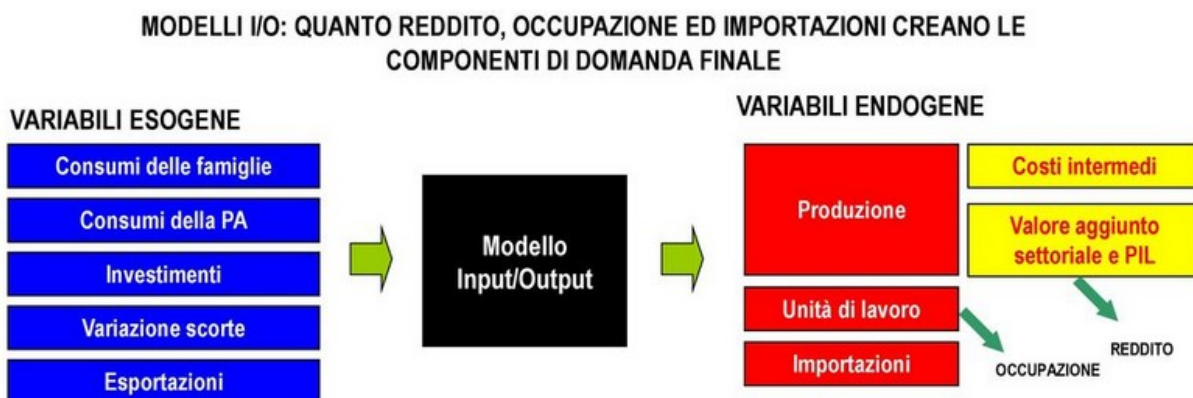 MODELLI I/O: QUANTO REDDITO, OCCUPAZIONE ED IMPORTAZIONI CREANO LE
COMPONENTI DI DOMANDA FINALE
VARIABILI ESOGENE
Consumi delle famiglie
Consumi della PA
Investimenti
Variazione scorte
Esportazioni
Modello
Input/Output
VARIABILI ENDOGENE
Produzione
Costi intermedi
Valore aggiunto
settoriale e PIL
Unità di lavoro
Importazioni
OCCUPAZIONE
REDDITO